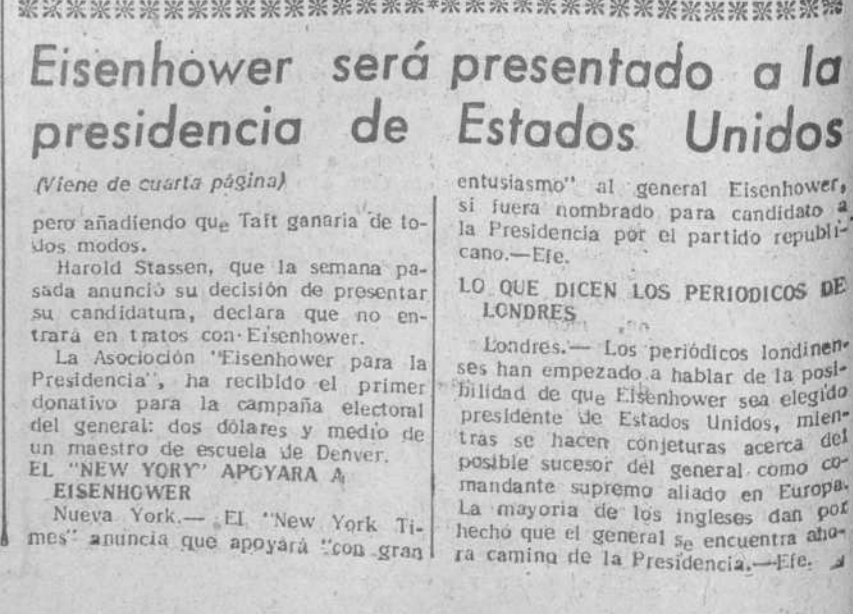 Eisenhower será presentado a la
presidencia de Estados Unidos
(Viene de cuarta página)
pero añadiendo que Taft ganaria de to-
dos modos.
Harold Stassen, que la semana pa-
sada anunció su decisión de presentar
su candidatura, declara que no en-
trará en tratos con Eisenhower.
La Asocioción "Eisenhower para la
Presidencia", ha recibido el primer
donativo para la campaña electoral
del general: dos dólares y medio de
un maestro de escuela de Denver.
EL "NEW YORY" APOYARA A
EISENHOWER
Nueva York.— EL "New York Ti-
mes" anuncia que apoyará "con gran
entusiasmo" al general Eisenhower,
si fuera nombrado para candidato a
la Presidencia por el partido republi-
cano.—Efe.
LO QUE DICEN LOS PERIODICOS DE
LONDRES
Londres.— Los periódicos londinen-
ses han empezado a hablar de la posi-
bilidad de que Eisenhower sea elegido
presidente de Estados Unidos, mien-
tras se hacen conjeturas acerca del
posible sucesor del general como co-
mandante supremo aliado en Europa.
La mayoria de los ingleses dan por
hecho que el general se encuentra aho-
ra camino de la Presidencia.—Efe.